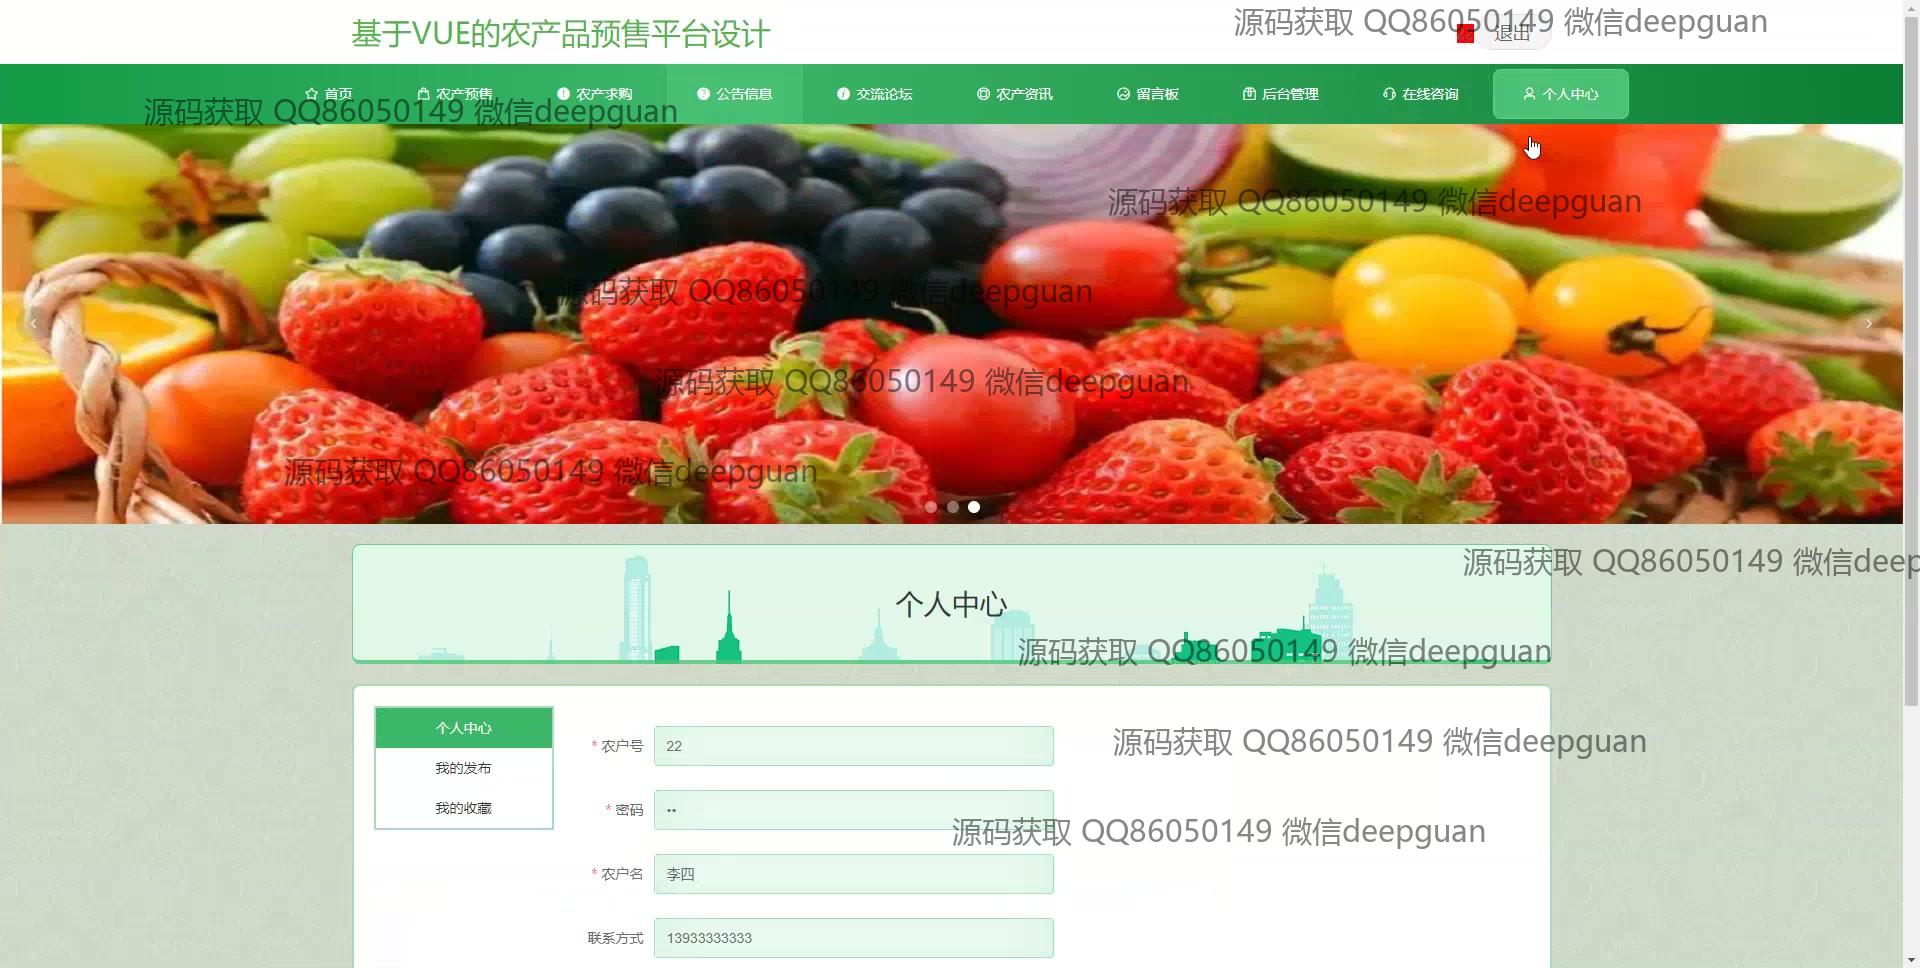 基于VUE的农产品预售平台设计
源码获取 QQ86050149 微信deepguan
22 退出
首页 农产预售 农产求购 公告信息 交流论坛 农产资讯 留言板 后台管理 在线咨询 个人中心
源码获取 QQ86050149 微信deepguan
源码获取 QQ86050149 微信deepguan
源码获取 QQ86050149 微信deepguan
源码获取 QQ86050149 微信deepguan
源码获取 QQ86050149 微信deepguan
源码获取 QQ86050149 微信deep
个人中心
源码获取 QQ86050149 微信deepguan
个人中心
我的发布
我的收藏
* 农户号 22
源码获取 QQ86050149 微信deepguan
* 密码 ••
源码获取 QQ86050149 微信deepguan
* 农户名 李四
联系方式 13933333333